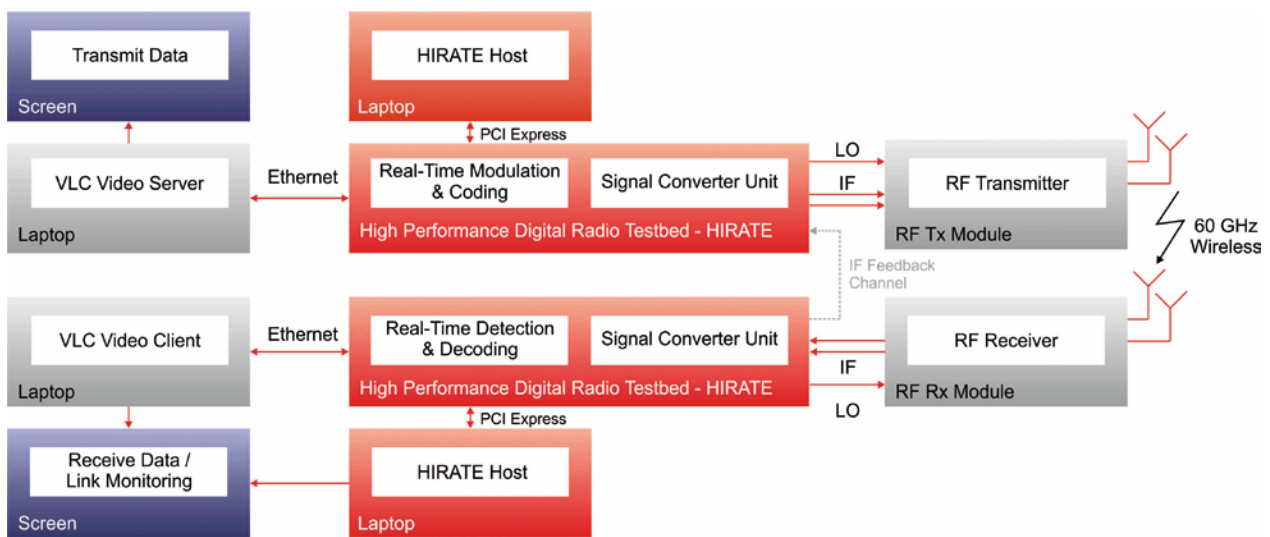 Transmit Data
Screen
HIRATE Host
Laptop
PCI Express
VLC Video Server
Laptop
Ethernet
Real-Time Modulation
& Coding
Signal Converter Unit
High Performance Digital Radio Testbed - HIRATE
LO
IF
RF Transmitter
RF Tx Module
60 GHz
Wireless
IF Feedback
Channel
VLC Video Client
Laptop
Ethernet
Real-Time Detection
& Decoding
Signal Converter Unit
High Performance Digital Radio Testbed - HIRATE
IF
LO
RF Receiver
RF Rx Module
PCI Express
Receive Data /
Link Monitoring
Screen
HIRATE Host
Laptop